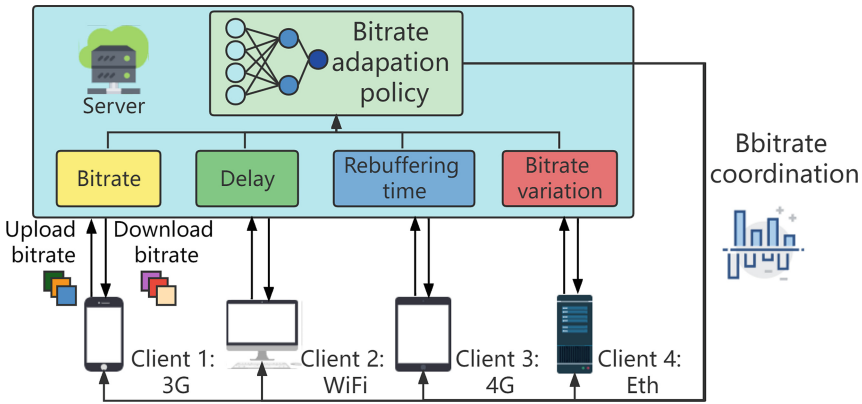 Bitrate
adapation
policy
Server
Bitrate
Delay
Rebuffering
time
Bitrate
variation
Bbitrate
coordination
Upload
bitrate
Download
bitrate
Client 1:
3G
Client 2:
WiFi
Client 3:
4G
Client 4:
Eth